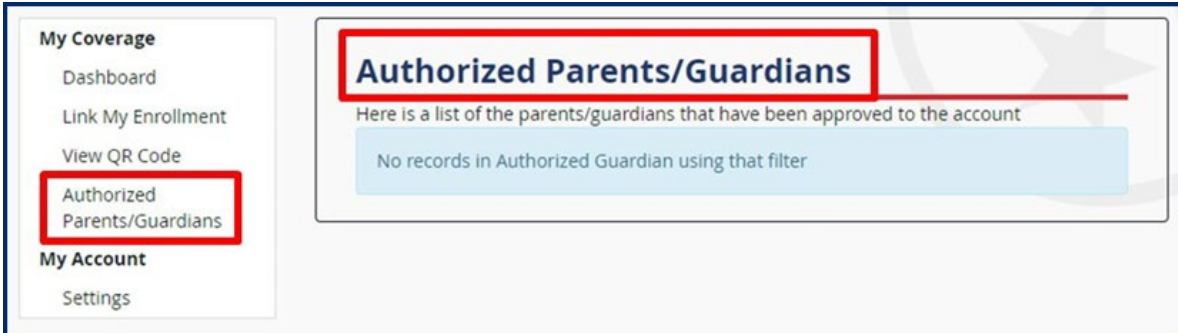 My Coverage
Dashboard
Link My Enrollment
View QR Code
Authorized
Parents/Guardians
My Account
Settings
Authorized Parents/Guardians
Here is a list of the parents/guardians that have been approved to the account
No records in Authorized Guardian using that filter